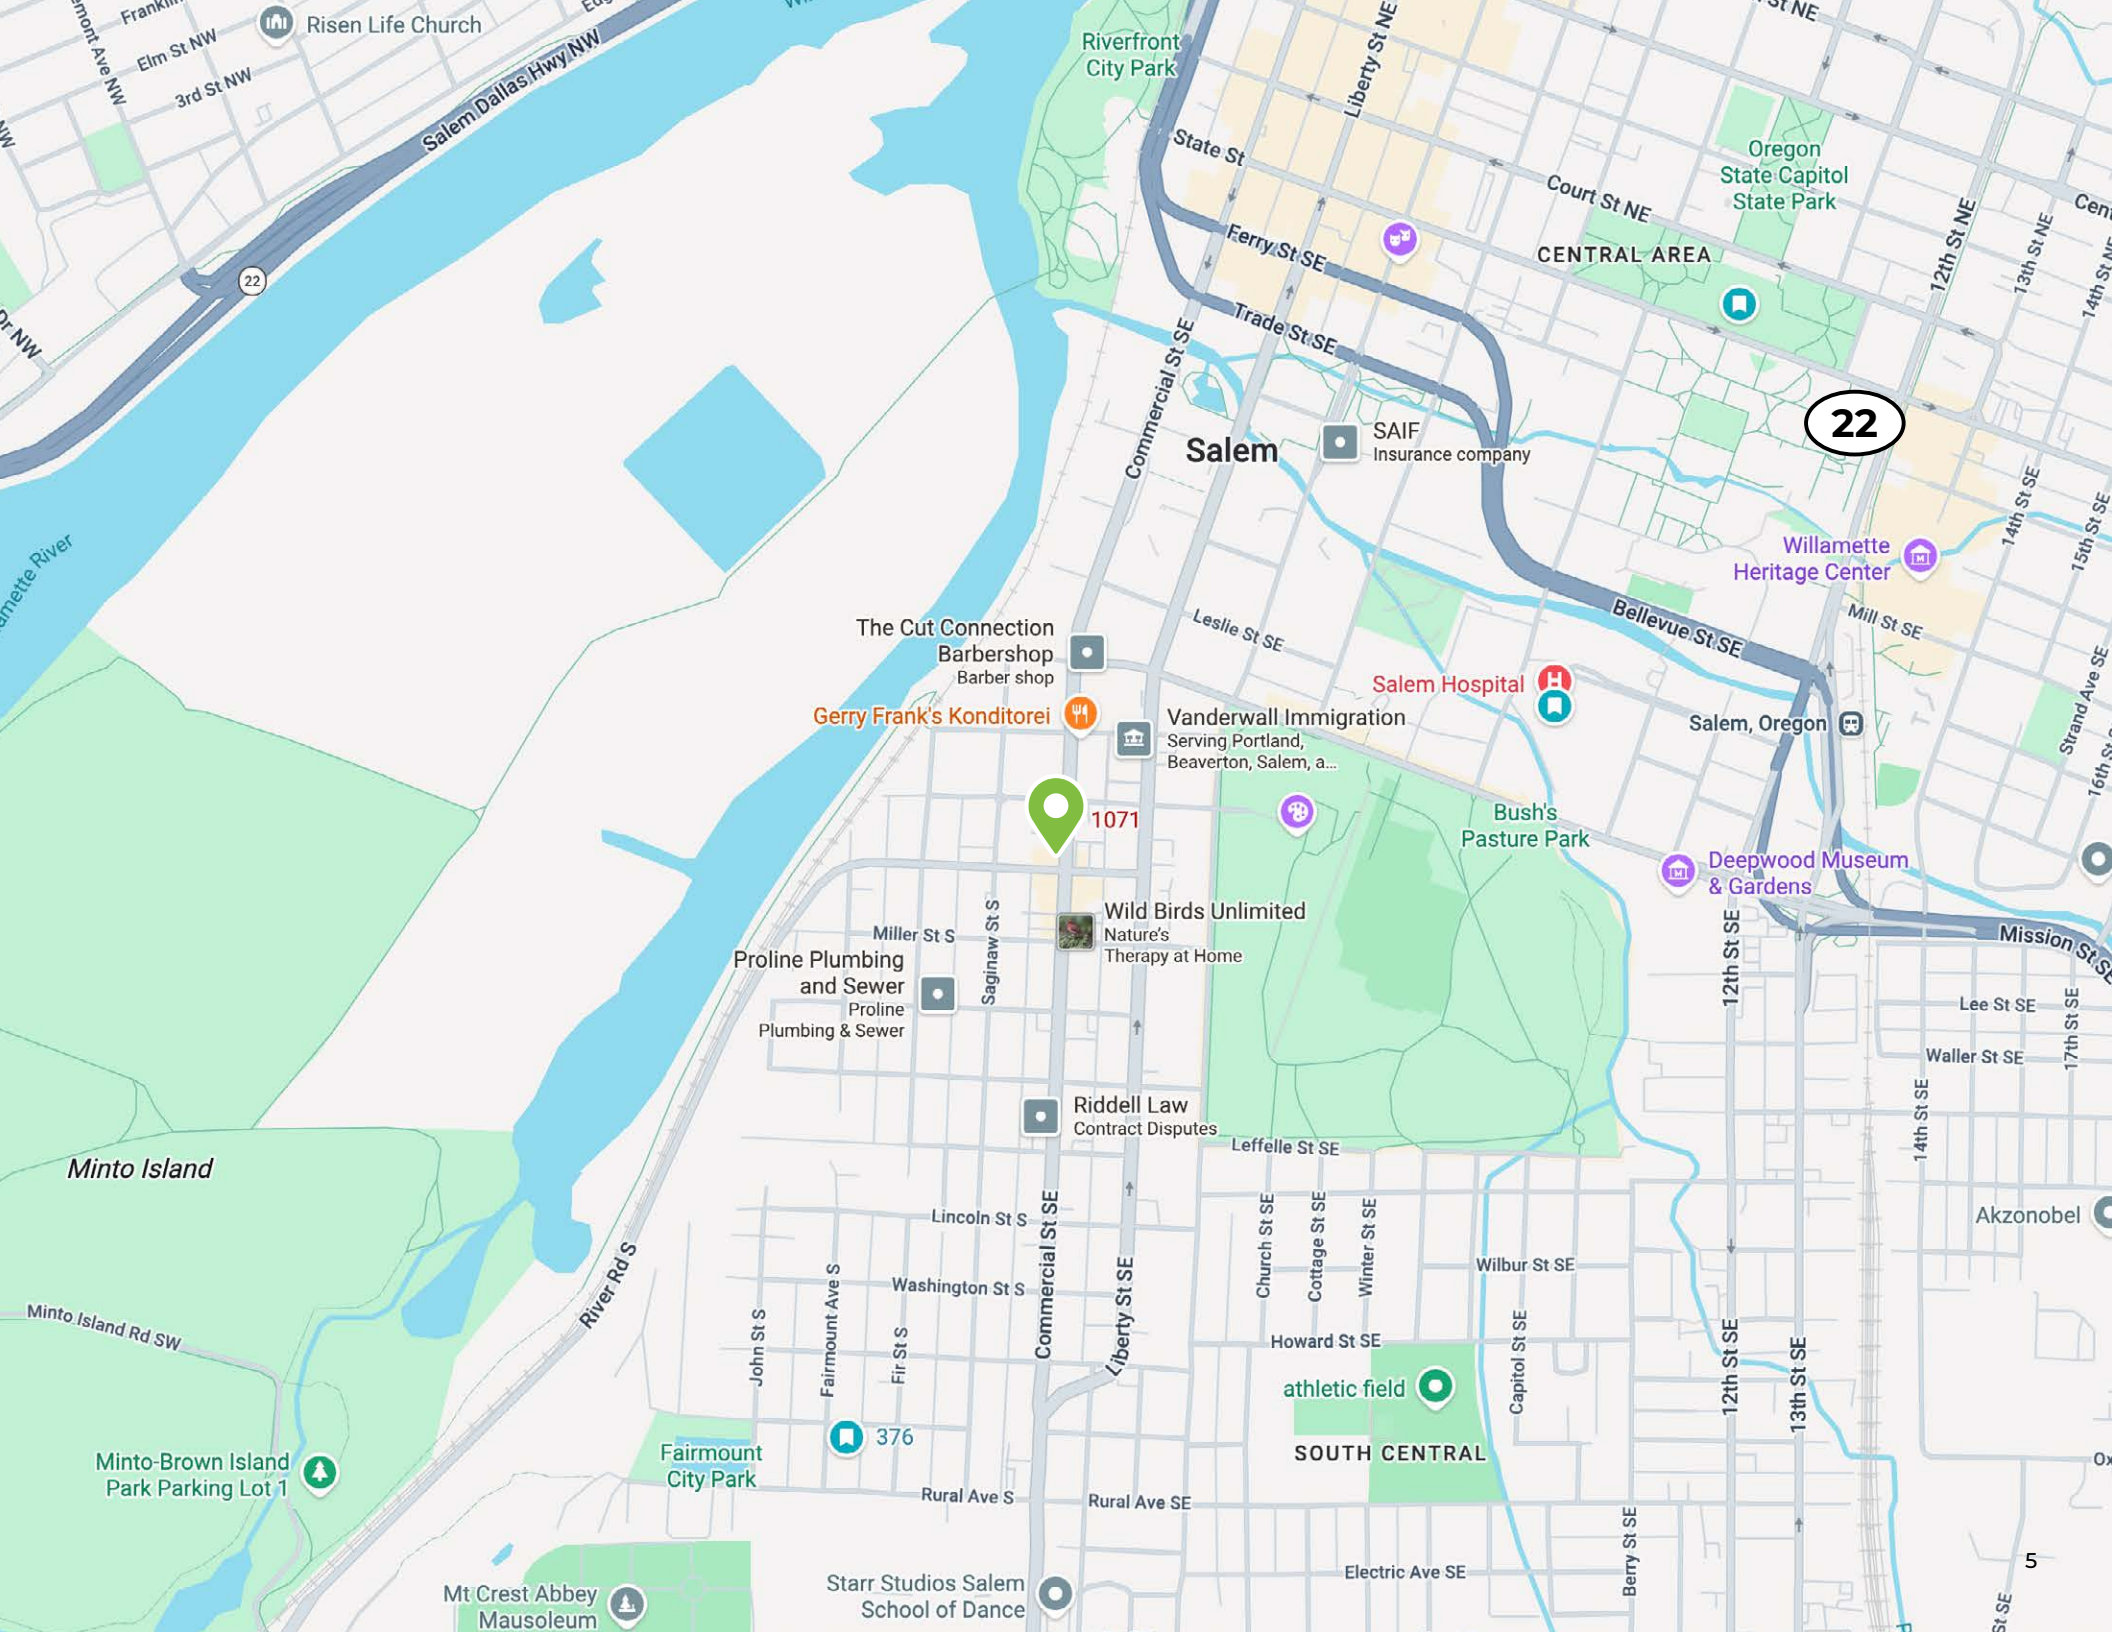 Elm St NW
3rd St NW
Risen Life Church
Salem Dallas Hwy NW
22
Dr NW
Riverfront
City Park
Liberty St NE
State St
Ferry St SE
Trade St SE
Court St NE
Oregon
State Capitol
State Park
CENTRAL AREA
12th St NE
13th St NE
14th St NE
St NE
22
Commercial St SE
Salem
SAIF
Insurance company
Willamette
Heritage Center
14th St SE
15th St SE
Mill St SE
Bellevue St SE
Leslie St SE
The Cut Connection
Barbershop
Barber shop
Gerry Frank's Konditorei
Vanderwall Immigration
Serving Portland,
Beaverton, Salem, a...
Salem Hospital
Salem, Oregon
Strand Ave SE
1071
Bush's
Pasture Park
Deepwood Museum
& Gardens
Wild Birds Unlimited
Nature's
Therapy at Home
Miller St S
Saginaw St S
Proline Plumbing
and Sewer
Proline
Plumbing & Sewer
12th St SE
Mission St SE
Lee St SE
17th St SE
Waller St SE
14th St SE
Riddell Law
Contract Disputes
Leffelle St SE
Minto Island
Akzonobel
Lincoln St S
Washington St S
Commercial St SE
Liberty St SE
Church St SE
Cottage St SE
Winter St SE
Wilbur St SE
Howard St SE
Capitol St SE
12th St SE
13th St SE
River Rd S
Minto Island Rd SW
John St S
Fairmount Ave S
Fir St S
athletic field
SOUTH CENTRAL
376
Fairmount
City Park
Minto-Brown Island
Park Parking Lot 1
Rural Ave S
Rural Ave SE
Berry St SE
Electric Ave SE
Mt Crest Abbey
Mausoleum
Starr Studios Salem
School of Dance
5